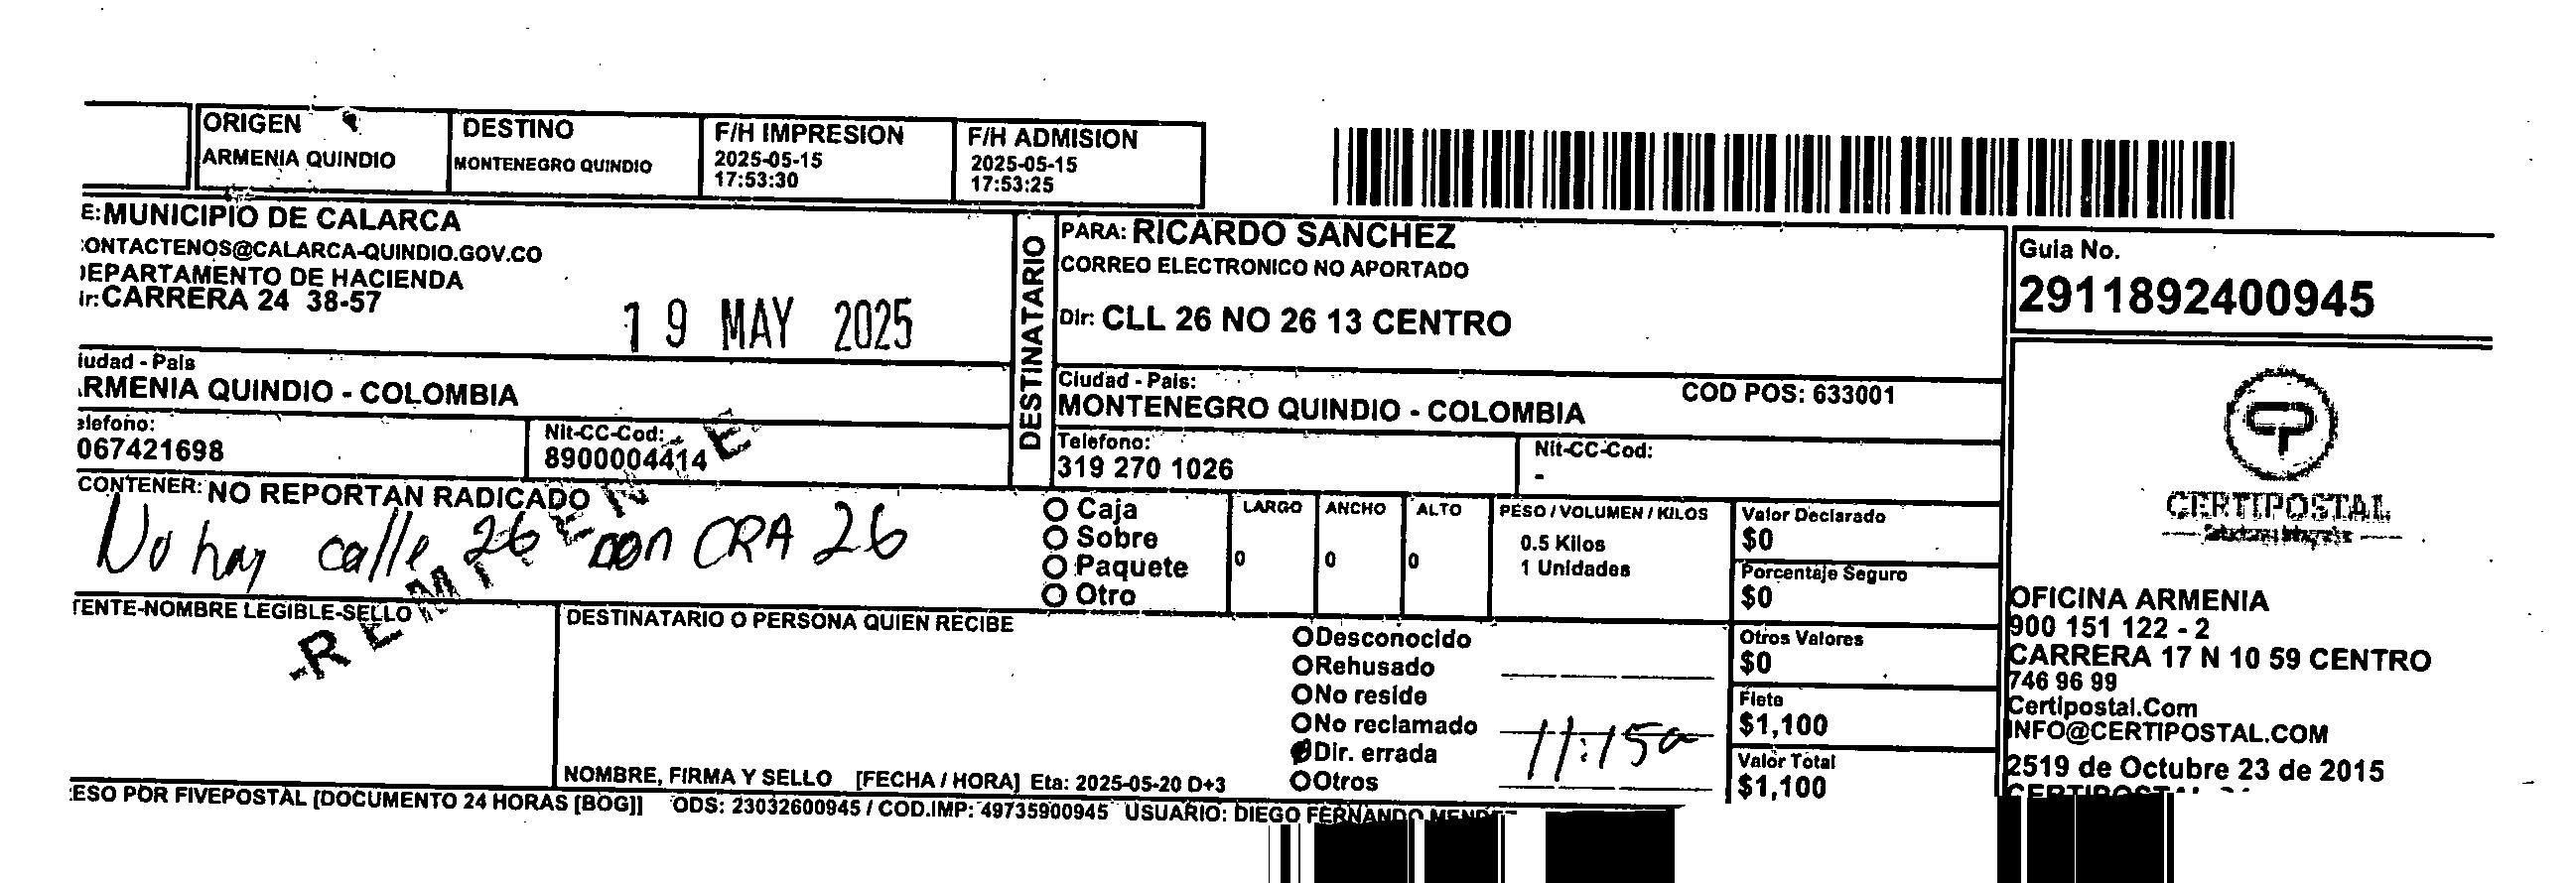 ORIGEN
ARMENIA QUINDIO
DESTINO
MONTENEGRO QUINDIO
F/H IMPRESION
2025-05-15
17:53:30
F/H ADMISION
2025-05-15
17:53:25
E: MUNICIPIO DE CALARCA
:ONTACTENOS@CALARCA-QUINDIO.GOV.CO
EPARTAMENTO DE HACIENDA
ir: CARRERA 24 38-57
19 MAY 2025
iudad - Pais
RMENIA QUINDIO - COLOMBIA
elefono:
067421698
Nit-CC-Cod:
8900004414
CONTENER: NO REPORTAN RADICADO
No hay calle 26 con CRA 26
REMITENTE
TENTE-NOMBRE LEGIBLE-SELLO
DESTINATARIO
PARA: RICARDO SANCHEZ
CORREO ELECTRONICO NO APORTADO
Dir: CLL 26 NO 26 13 CENTRO
Ciudad - Pais:
COD POS: 633001
MONTENEGRO QUINDIO - COLOMBIA
Telefono:
319 270 1026
Nit-CC-Cod:
-
Caja
Sobre
Paquete
Otro
LARGO
0
ANCHO
0
ALTO
0
PESO / VOLUMEN / KILOS
0.5 Kilos
1 Unidades
Valor Declarado
$0
Porcentaje Seguro
$0
Otros Valores
$0
Flete
$1,100
Valor Total
$1,100
DESTINATARIO O PERSONA QUIEN RECIBE
Desconocido
Rehusado
No reside
No reclamado
Dir. errada
Otros
11:15a
NOMBRE, FIRMA Y SELLO [FECHA / HORA] Eta: 2025-05-20 D+3
ESO POR FIVEPOSTAL [DOCUMENTO 24 HORAS [BOG]] ODS: 23032600945 / COD.IMP: 49735900945 USUARIO: DIEGO FERNANDO
Guia No.
2911892400945
CERTIPOSTAL
OFICINA ARMENIA
900 151 122 - 2
CARRERA 17 N 10 59 CENTRO
746 96 99
Certipostal.Com
INFO@CERTIPOSTAL.COM
2519 de Octubre 23 de 2015
CERTIPOSTAL